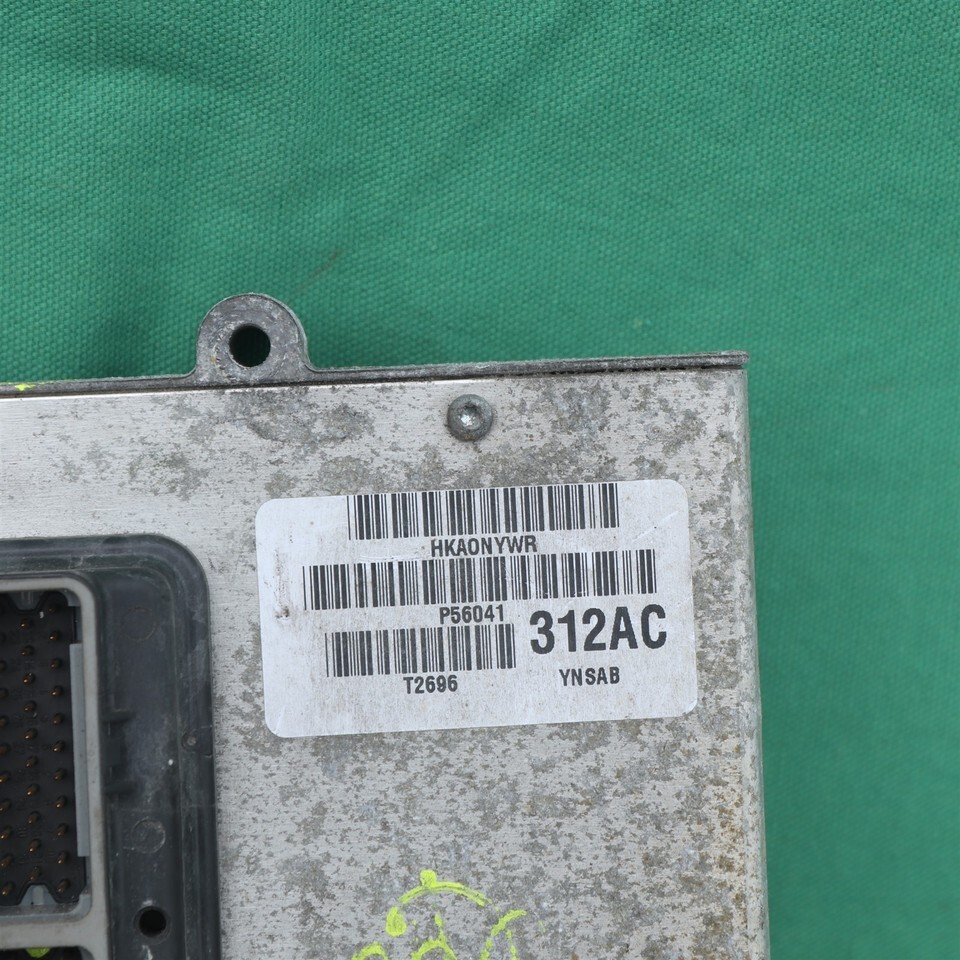 HKAONYWR
P56041 312AC
T2696 YNSAB